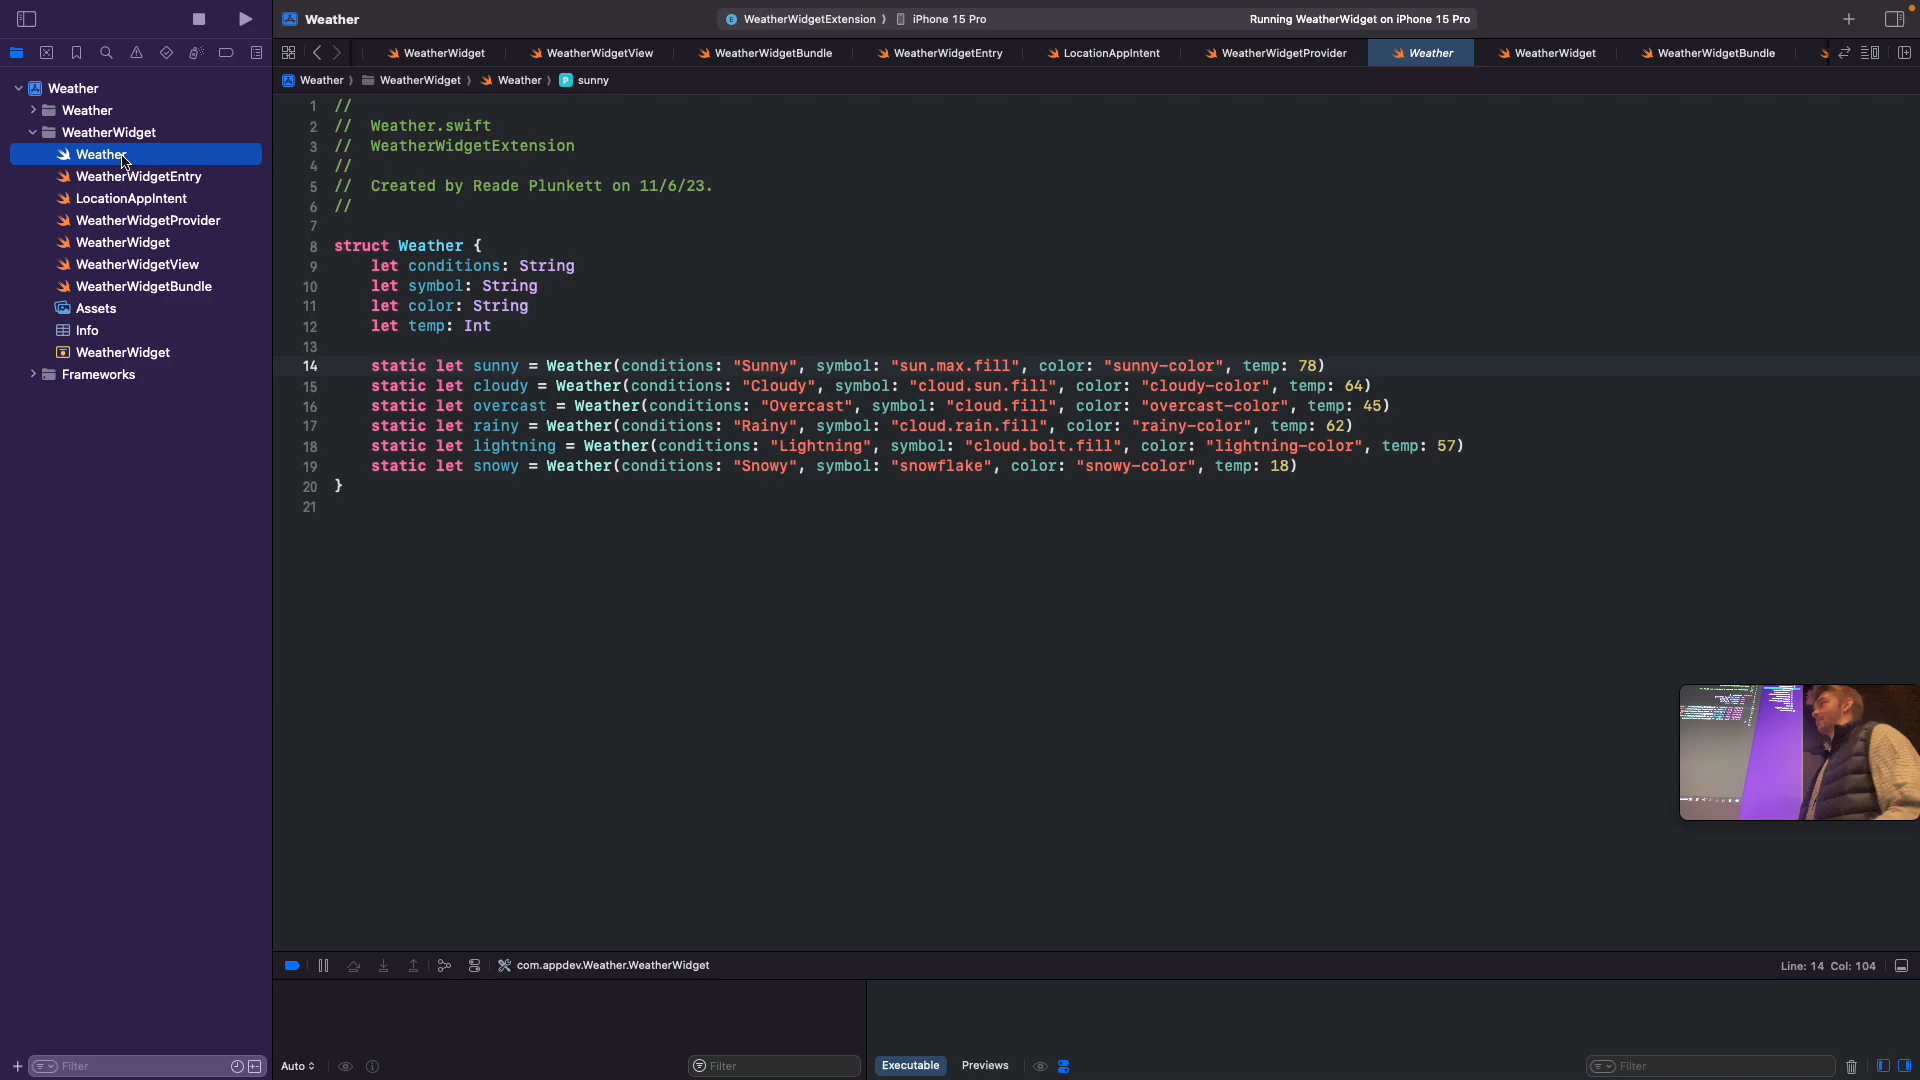 Weather
WeatherWidgetExtension
iPhone 15 Pro
Running WeatherWidget on iPhone 15 Pro
WeatherWidget
WeatherWidgetView
WeatherWidgetBundle
WeatherWidgetEntry
LocationAppIntent
WeatherWidgetProvider
Weather
WeatherWidget
WeatherWidgetBundle
Weather
WeatherWidget
Weather
P
sunny
Weather
Weather
WeatherWidget
Weather
WeatherWidgetEntry
LocationAppIntent
WeatherWidgetProvider
WeatherWidget
WeatherWidgetView
WeatherWidgetBundle
Assets
Info
WeatherWidget
Frameworks
1 //
2 //  Weather.swift
3 //  WeatherWidgetExtension
4 //
5 //  Created by Reade Plunkett on 11/6/23.
6 //
7
8 struct Weather {
9     let conditions: String
10     let symbol: String
11     let color: String
12     let temp: Int
13
14     static let sunny = Weather(conditions: "Sunny", symbol: "sun.max.fill", color: "sunny-color", temp: 78)
15     static let cloudy = Weather(conditions: "Cloudy", symbol: "cloud.sun.fill", color: "cloudy-color", temp: 64)
16     static let overcast = Weather(conditions: "Overcast", symbol: "cloud.fill", color: "overcast-color", temp: 45)
17     static let rainy = Weather(conditions: "Rainy", symbol: "cloud.rain.fill", color: "rainy-color", temp: 62)
18     static let lightning = Weather(conditions: "Lightning", symbol: "cloud.bolt.fill", color: "lightning-color", temp: 57)
19     static let snowy = Weather(conditions: "Snowy", symbol: "snowflake", color: "snowy-color", temp: 18)
20 }
21
com.appdev.Weather.WeatherWidget
Line: 14 Col: 104
Filter
Auto
Filter
Executable
Previews
Filter